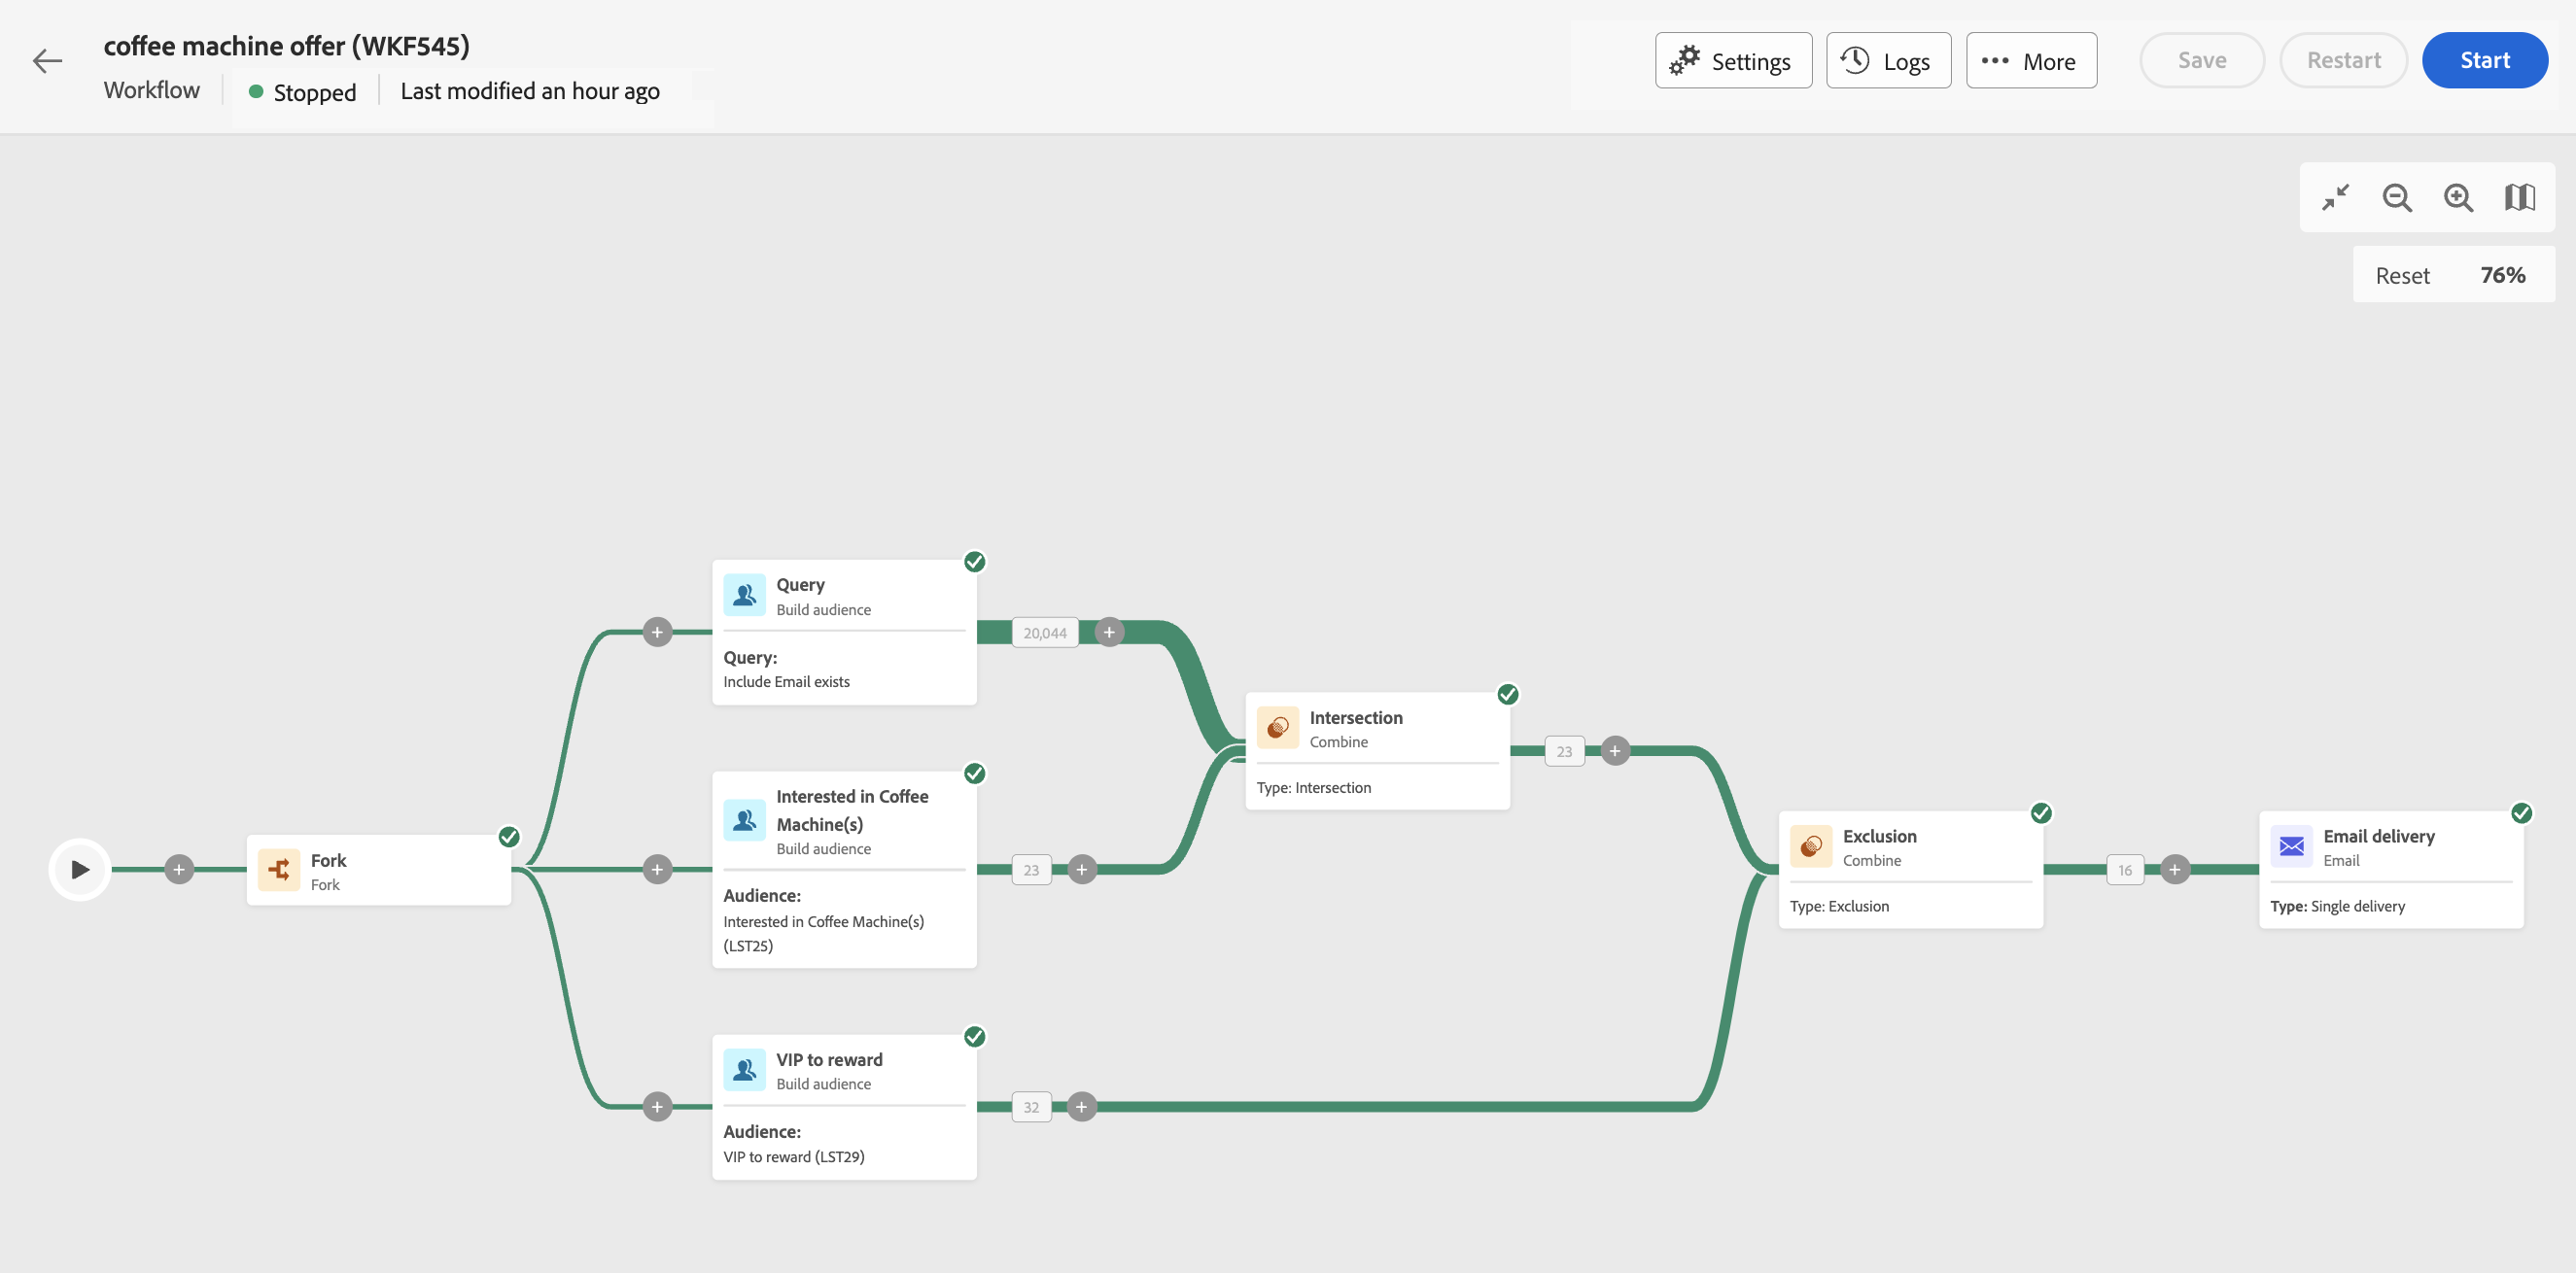 coffee machine offer (WKF545)
Workflow
Stopped
Last modified an hour ago
Settings
Logs
More
Save
Restart
Start
Reset
76%
Fork
Fork
Query
Build audience
Query:
Include Email exists
20,044
Interested in Coffee
Machine(s)
Build audience
Audience:
Interested in Coffee Machine(s)
(LST25)
23
VIP to reward
Build audience
Audience:
VIP to reward (LST29)
32
Intersection
Combine
Type: Intersection
23
Exclusion
Combine
Type: Exclusion
16
Email delivery
Email
Type: Single delivery